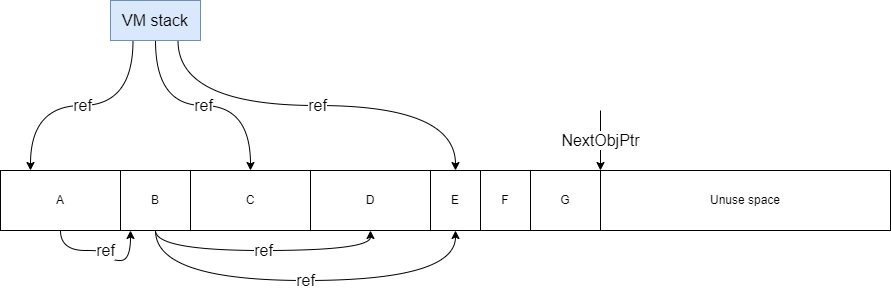 VM stack
ref
ref
ref
NextObjPtr
A
B
C
D
E
F
G
Unuse space
ref
ref
ref